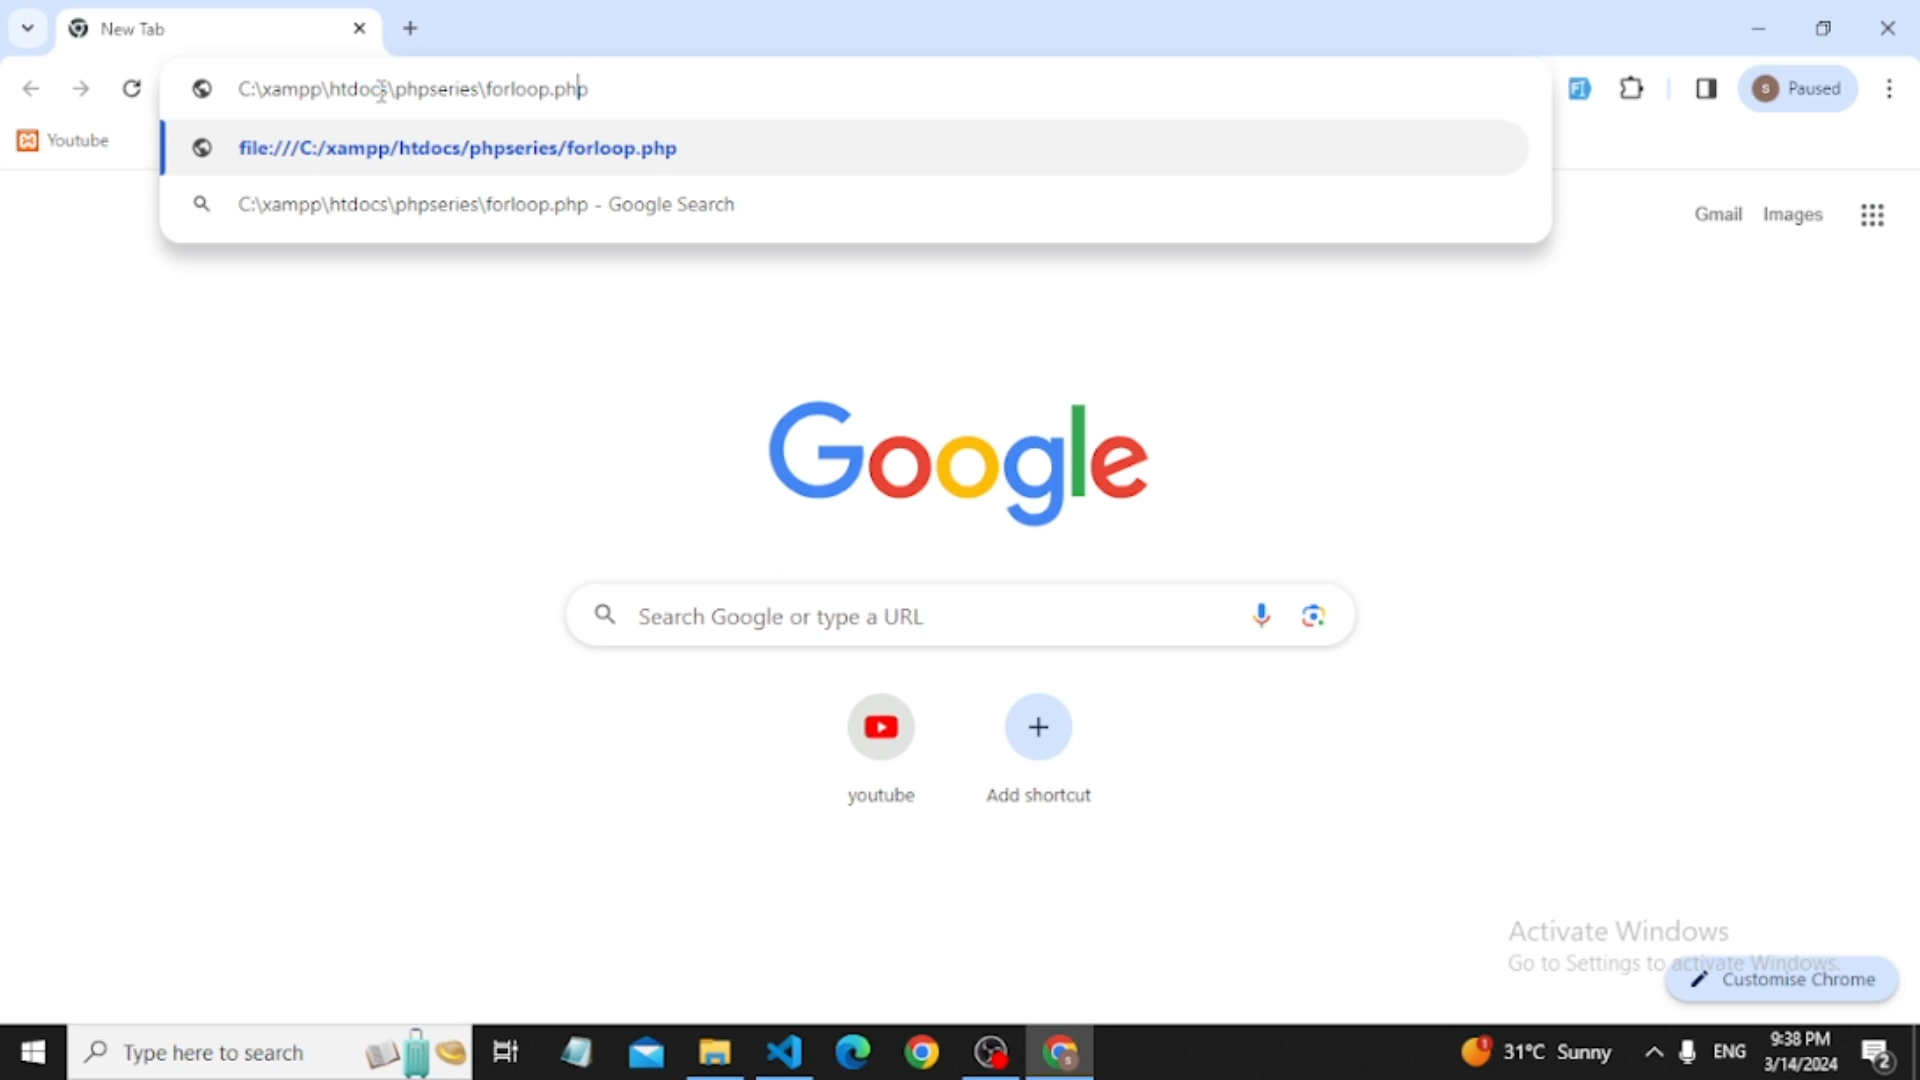 New Tab
C:\xampp\htdocs\phpseries\forloop.php
Paused
S
Youtube
file:///C:/xampp/htdocs/phpseries/forloop.php
C:\xampp\htdocs\phpseries\forloop.php - Google Search
Gmail Images
Google
Search Google or type a URL
youtube Add shortcut
Activate Windows
Go to Settings to activate Windows.
Customise Chrome
Type here to search
1
31°C Sunny
ENG
9:38 PM
3/14/2024
2